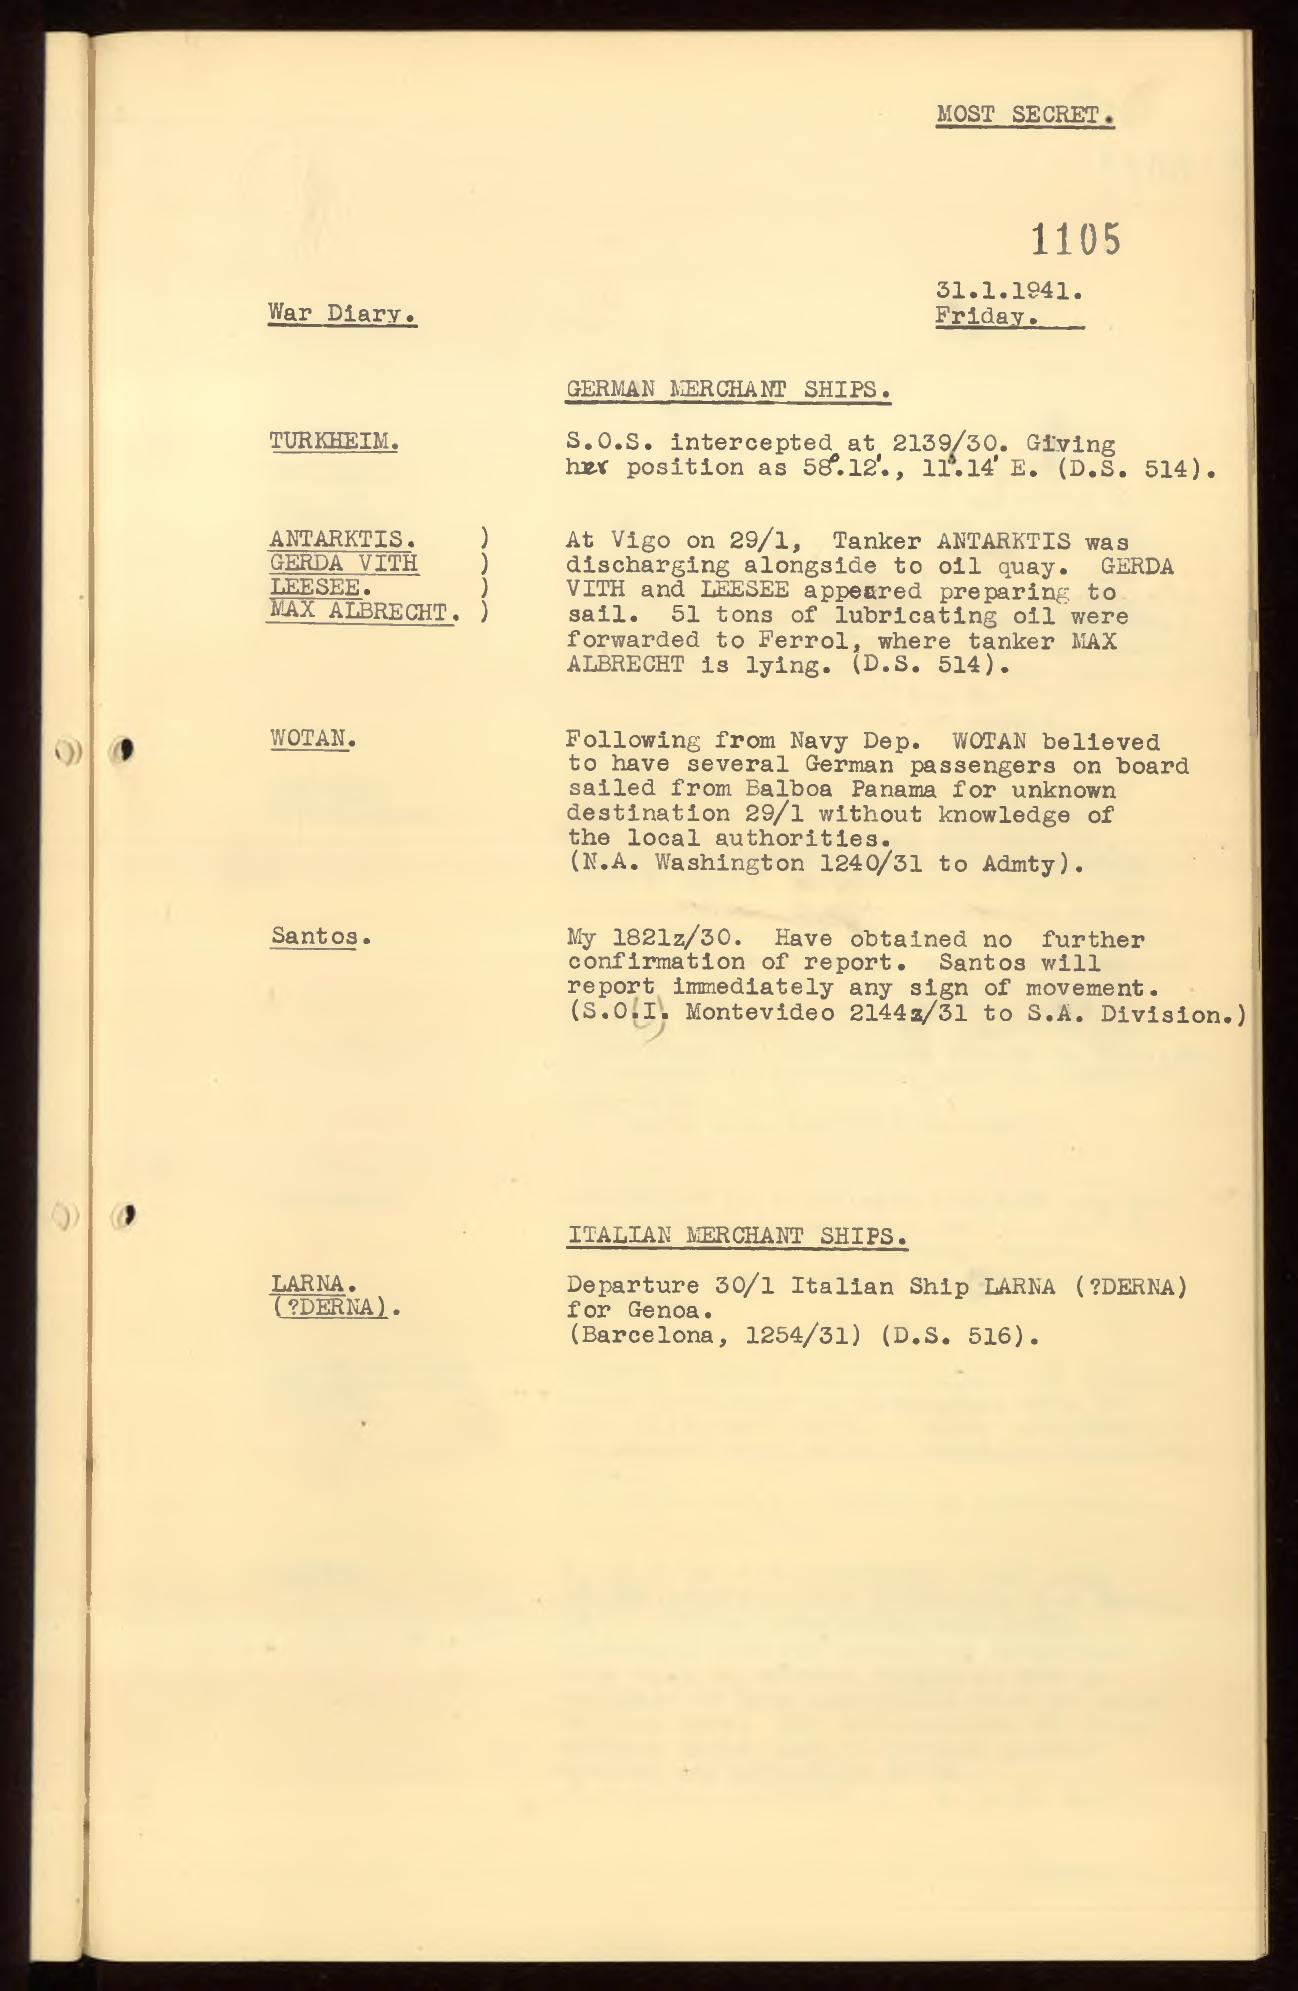 MOST SECRET.
1105
31.1.1941.
War Diary.
Friday.
GERMAN MERCHANT SHIPS.
TURKHEIM. S.O.S. intercepted at 2139/30. Giving
her position as 58°.12'., 11°.14' E. (D.S. 514).
ANTARKTIS. ) At Vigo on 29/1, Tanker ANTARKTIS was
GERDA VITH ) discharging alongside to oil quay. GERDA
LEESEE. ) VITH and LEESEE appeared preparing to
MAX ALBRECHT. ) sail. 51 tons of lubricating oil were
forwarded to Ferrol, where tanker MAX
ALBRECHT is lying. (D.S. 514).
WOTAN. Following from Navy Dep. WOTAN believed
to have several German passengers on board
sailed from Balboa Panama for unknown
destination 29/1 without knowledge of
the local authorities.
(N.A. Washington 1240/31 to Admty).
Santos. My 1821z/30. Have obtained no further
confirmation of report. Santos will
report immediately any sign of movement.
(S.O.(I). Montevideo 2144z/31 to S.A. Division.)
ITALIAN MERCHANT SHIPS.
LARNA. Departure 30/1 Italian Ship LARNA (?DERNA)
(?DERNA). for Genoa.
(Barcelona, 1254/31) (D.S. 516).